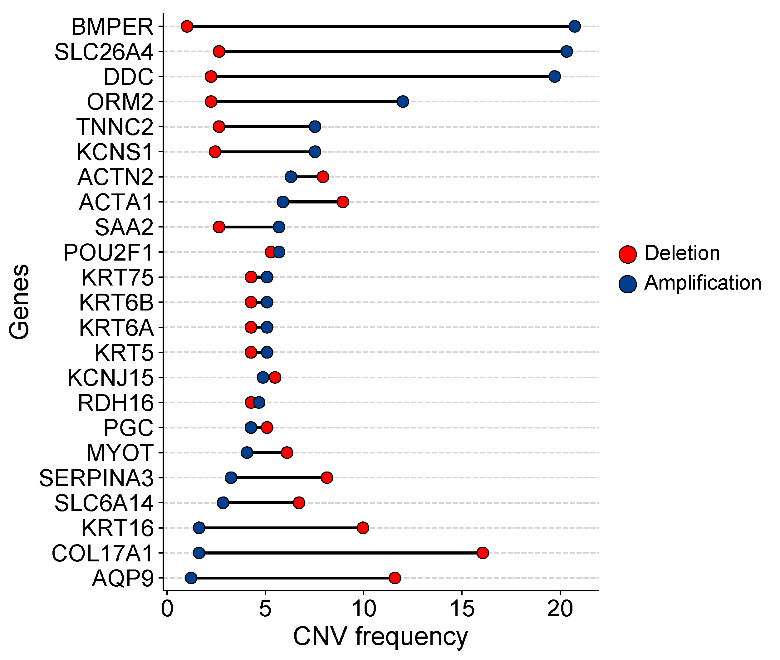 BMPER
SLC26A4
DDC
ORM2
TNNC2
KCNS1
ACTN2
ACTA1
SAA2
POU2F1
KRT75
KRT6B
KRT6A
KRT5
KCNJ15
RDH16
PGC
MYOT
SERPINA3
SLC6A14
KRT16
COL17A1
AQP9
Genes
0 5 10 15 20
CNV frequency
Deletion
Amplification